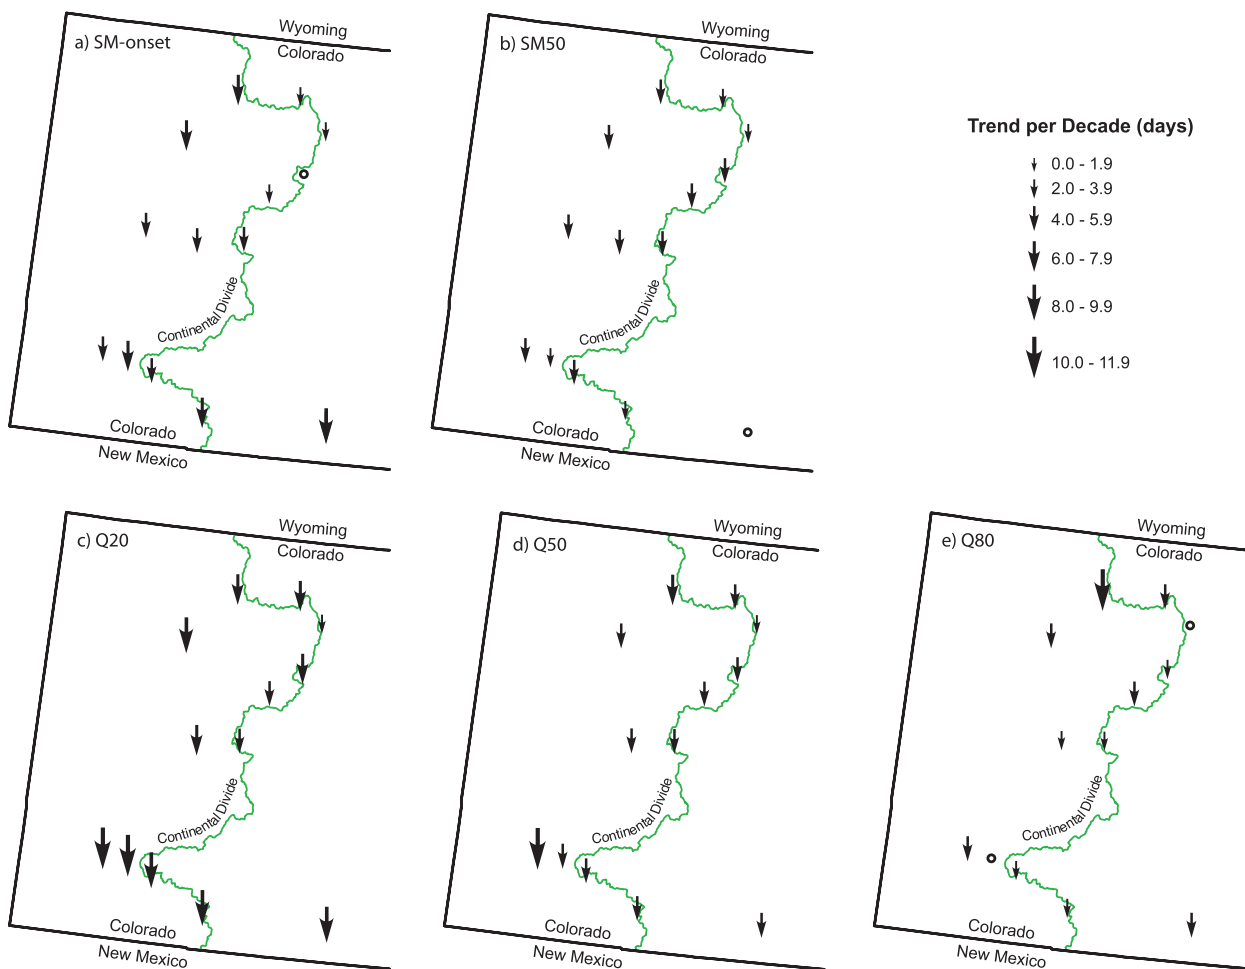 a) SM-onset
Wyoming
Colorado
Continental Divide
Colorado
New Mexico
b) SM50
Wyoming
Colorado
Continental Divide
Colorado
New Mexico
Trend per Decade (days)
0.0 - 1.9
2.0 - 3.9
4.0 - 5.9
6.0 - 7.9
8.0 - 9.9
10.0 - 11.9
c) Q20
Wyoming
Colorado
Continental Divide
Colorado
New Mexico
d) Q50
Wyoming
Colorado
Continental Divide
Colorado
New Mexico
e) Q80
Wyoming
Colorado
Continental Divide
Colorado
New Mexico